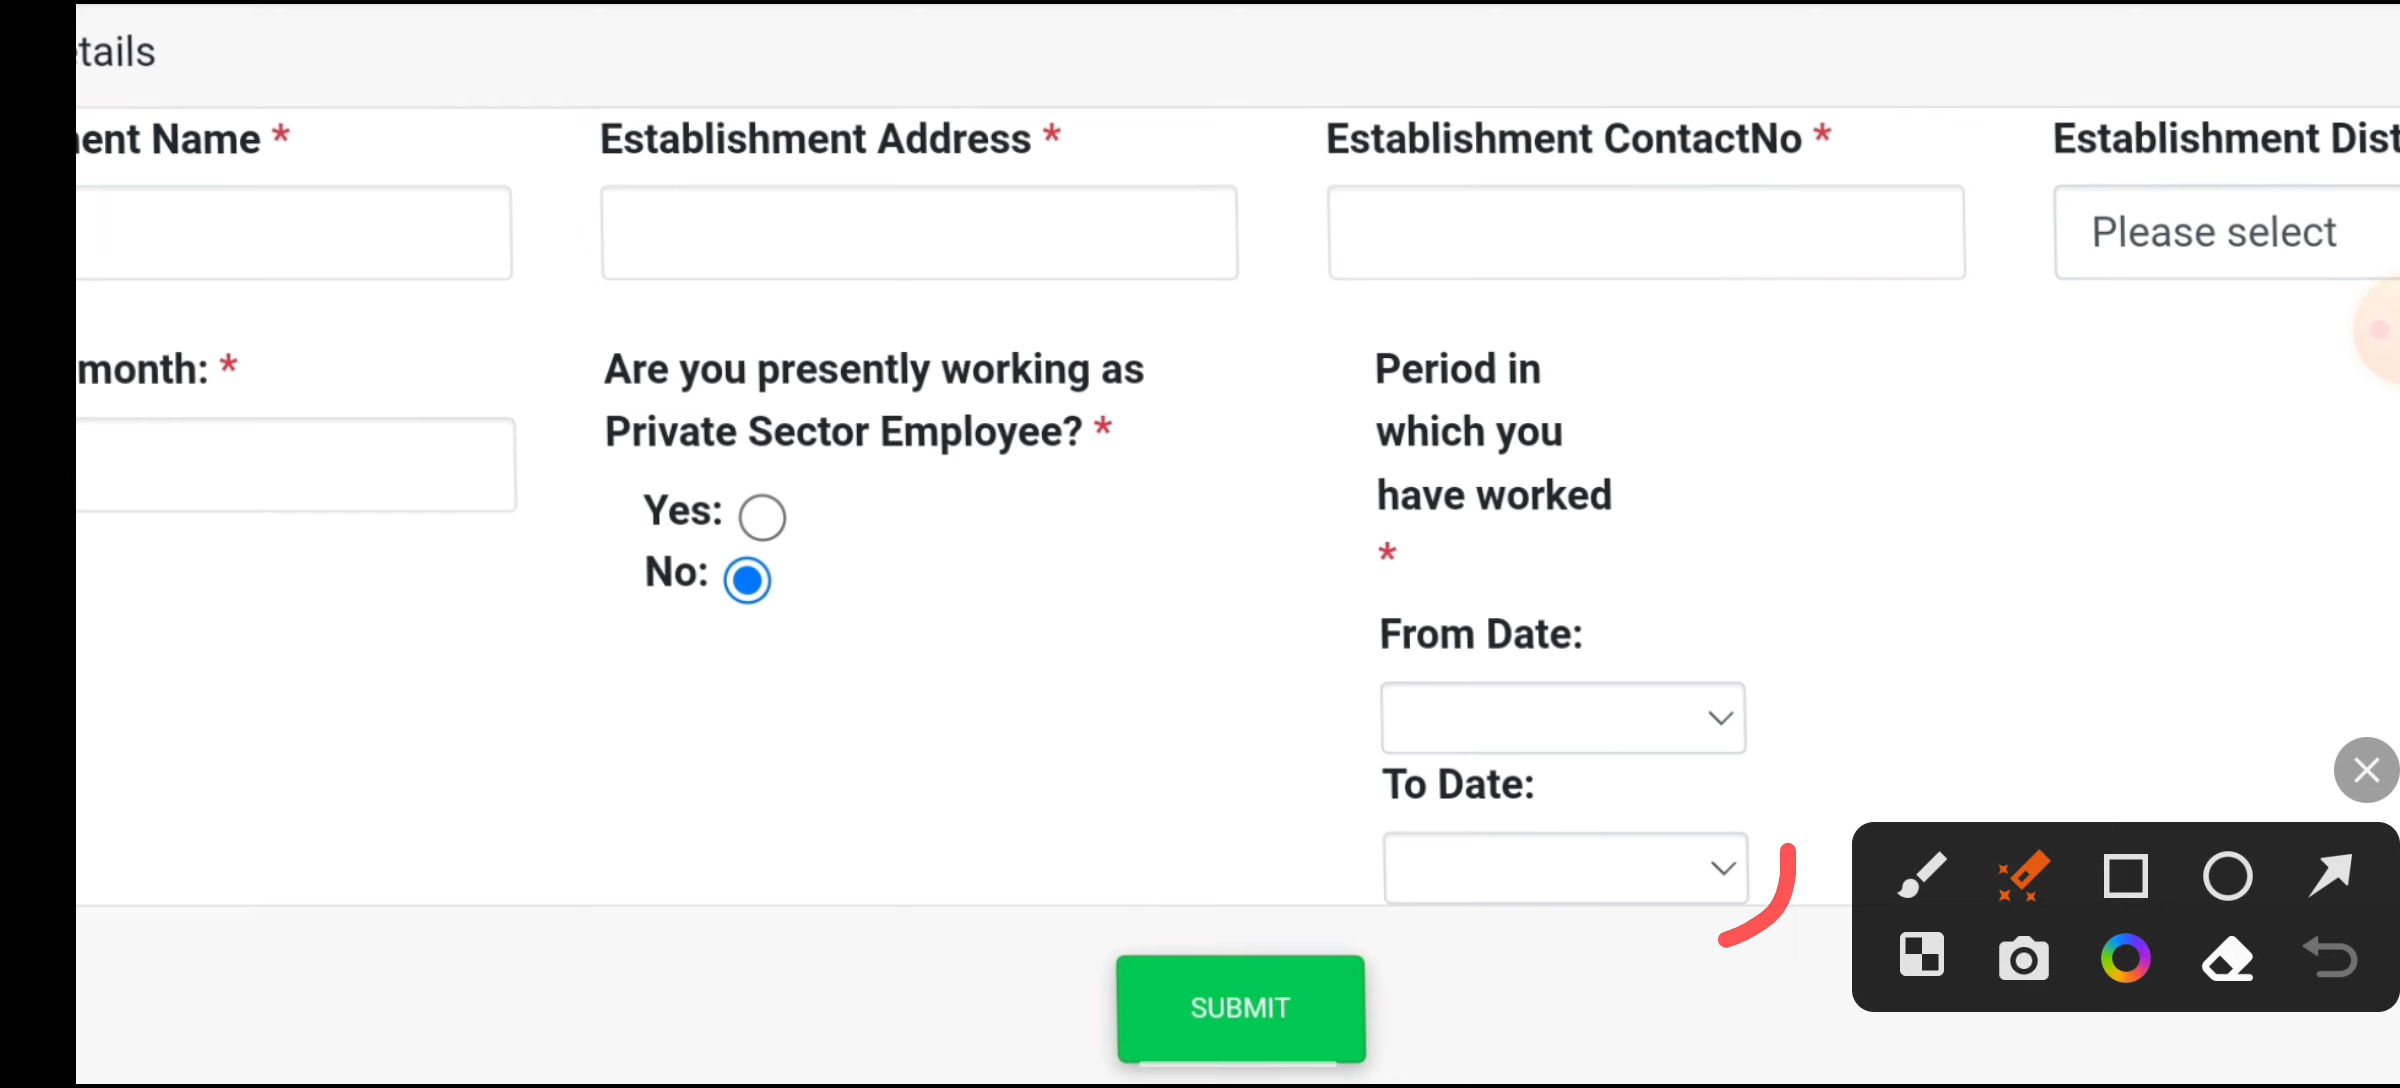 tails
ent Name *
Establishment Address *
Establishment ContactNo *
Establishment Dist
Please select
month: *
Are you presently working as
Private Sector Employee? *
Yes:
No:
Period in
which you
have worked
*
From Date:
To Date:
SUBMIT